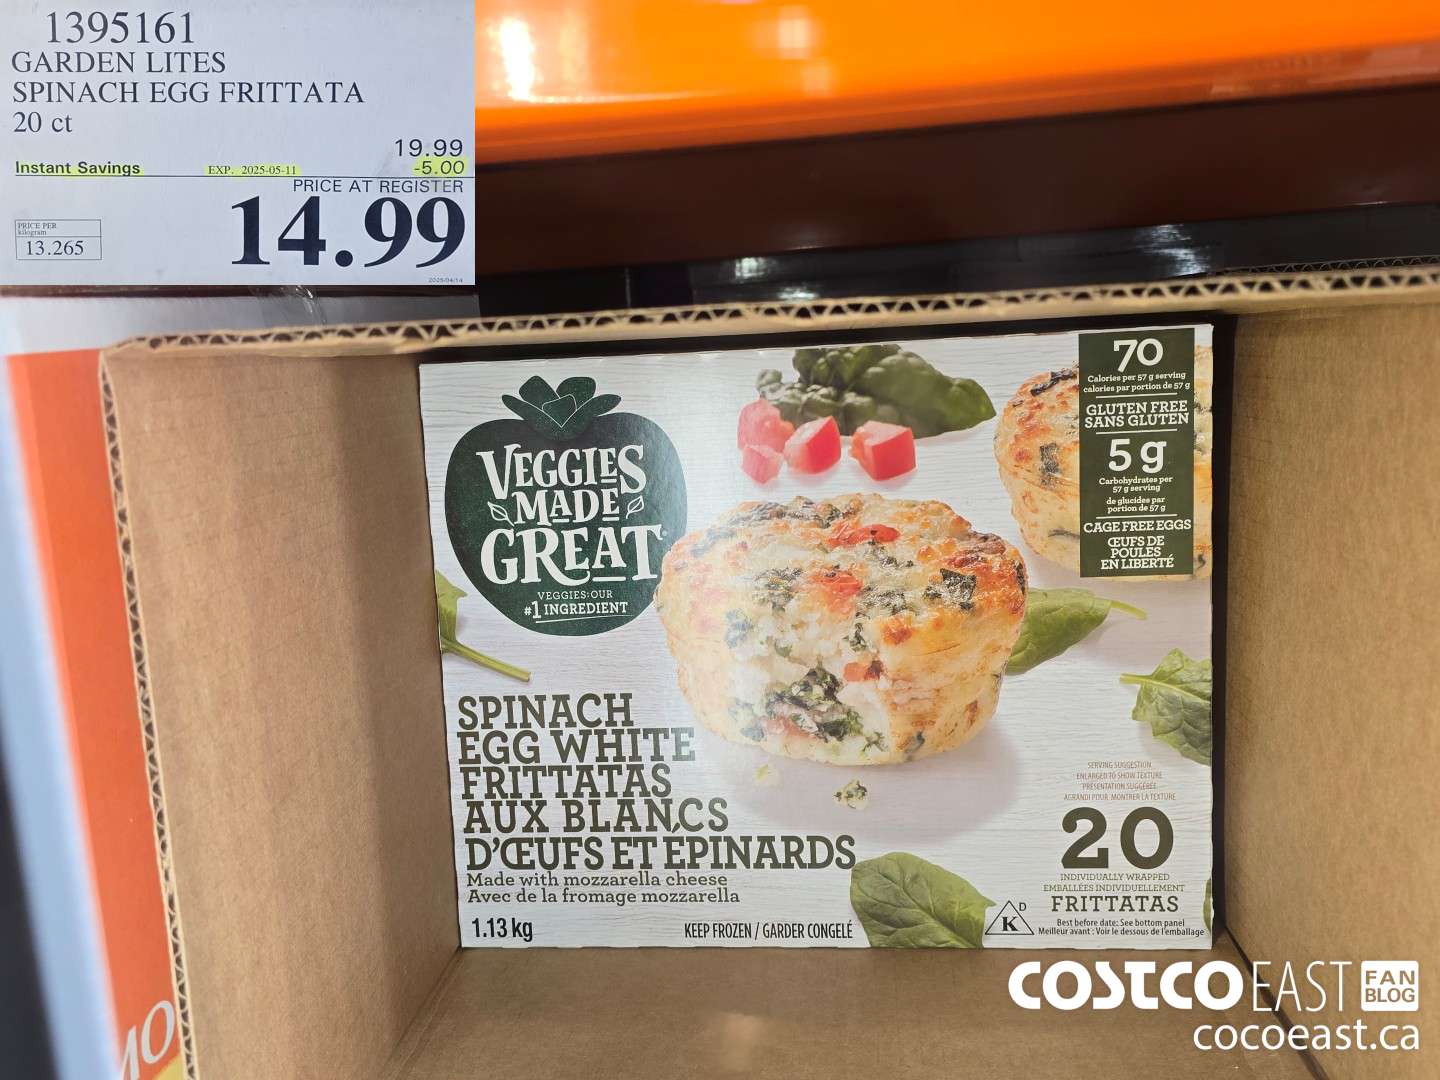 1395161
GARDEN LITES
SPINACH EGG FRITTATA
20 ct
19.99
Instant Savings EXP. 2025-05-11 -5.00
PRICE AT REGISTER
14.99
PRICE PER
kilogram
13.265
2025/04/14
VEGGIES
MADE
GREAT
VEGGIES: OUR
#1 INGREDIENT
70
Calories per 57 g serving
calories par portion de 57 g
GLUTEN FREE
SANS GLUTEN
5 g
Carbohydrates per
57 g serving
de glucides par
portion de 57 g
CAGE FREE EGGS
ŒUFS DE
POULES
EN LIBERTÉ
SPINACH
EGG WHITE
FRITTATAS
AUX BLANCS
D'ŒUFS ET ÉPINARDS
Made with mozzarella cheese
Avec de la fromage mozzarella
1.13 kg
KEEP FROZEN / GARDER CONGELÉ
SERVING SUGGESTION
ENLARGED TO SHOW TEXTURE
PRÉSENTATION SUGGÉRÉE
AGRANDI POUR MONTRER LA TEXTURE
20
INDIVIDUALLY WRAPPED
EMBALLÉES INDIVIDUELLEMENT
FRITTATAS
K D
Best before date: See bottom panel
Meilleur avant : Voir le dessous de l'emballage
MO
COSTCO EAST FAN BLOG
cocoeast.ca